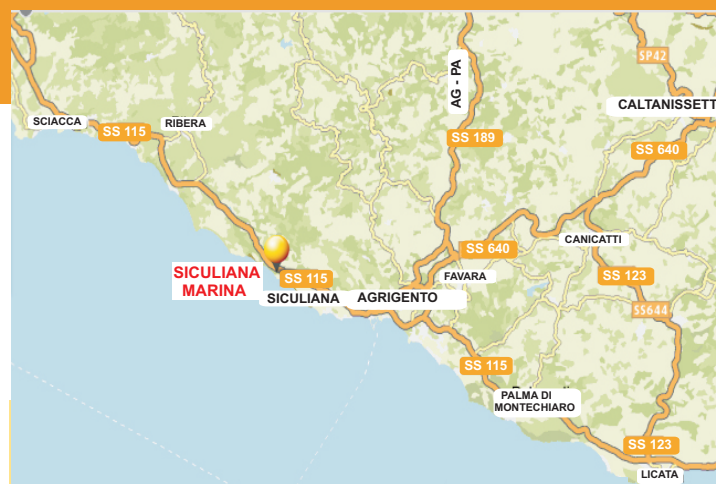 SP42
AG - PA
CALTANISSETT
SCIACCA
RIBERA
SS 115
SS 189
SS 640
SS 640
CANICATTI
FAVARA
SS 123
SICULIANA
MARINA
SS 115
SICULIANA
AGRIGENTO
SS644
SS 115
PALMA DI
MONTECHIARO
SS 123
LICATA